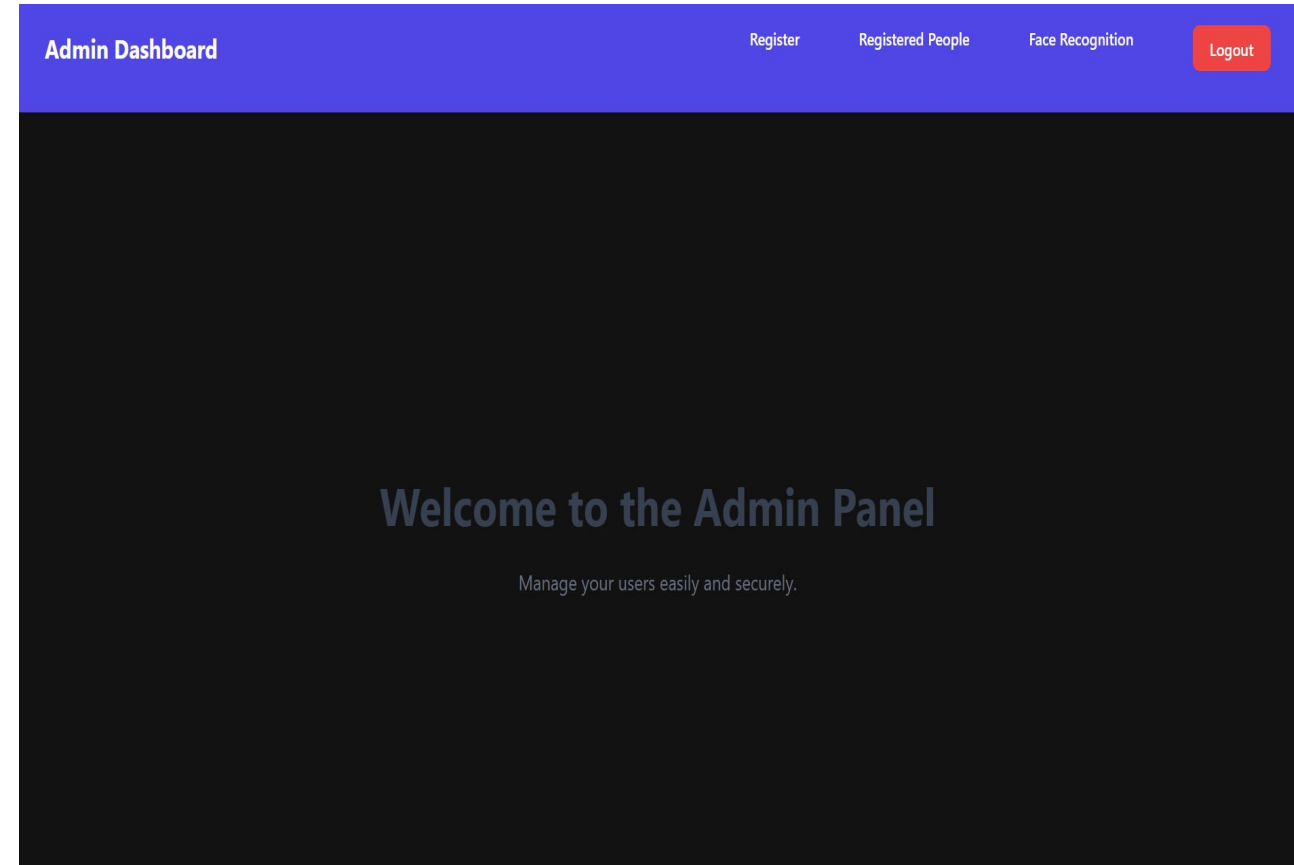 Admin Dashboard
Register
Registered People
Face Recognition
Logout
Welcome to the Admin Panel
Manage your users easily and securely.